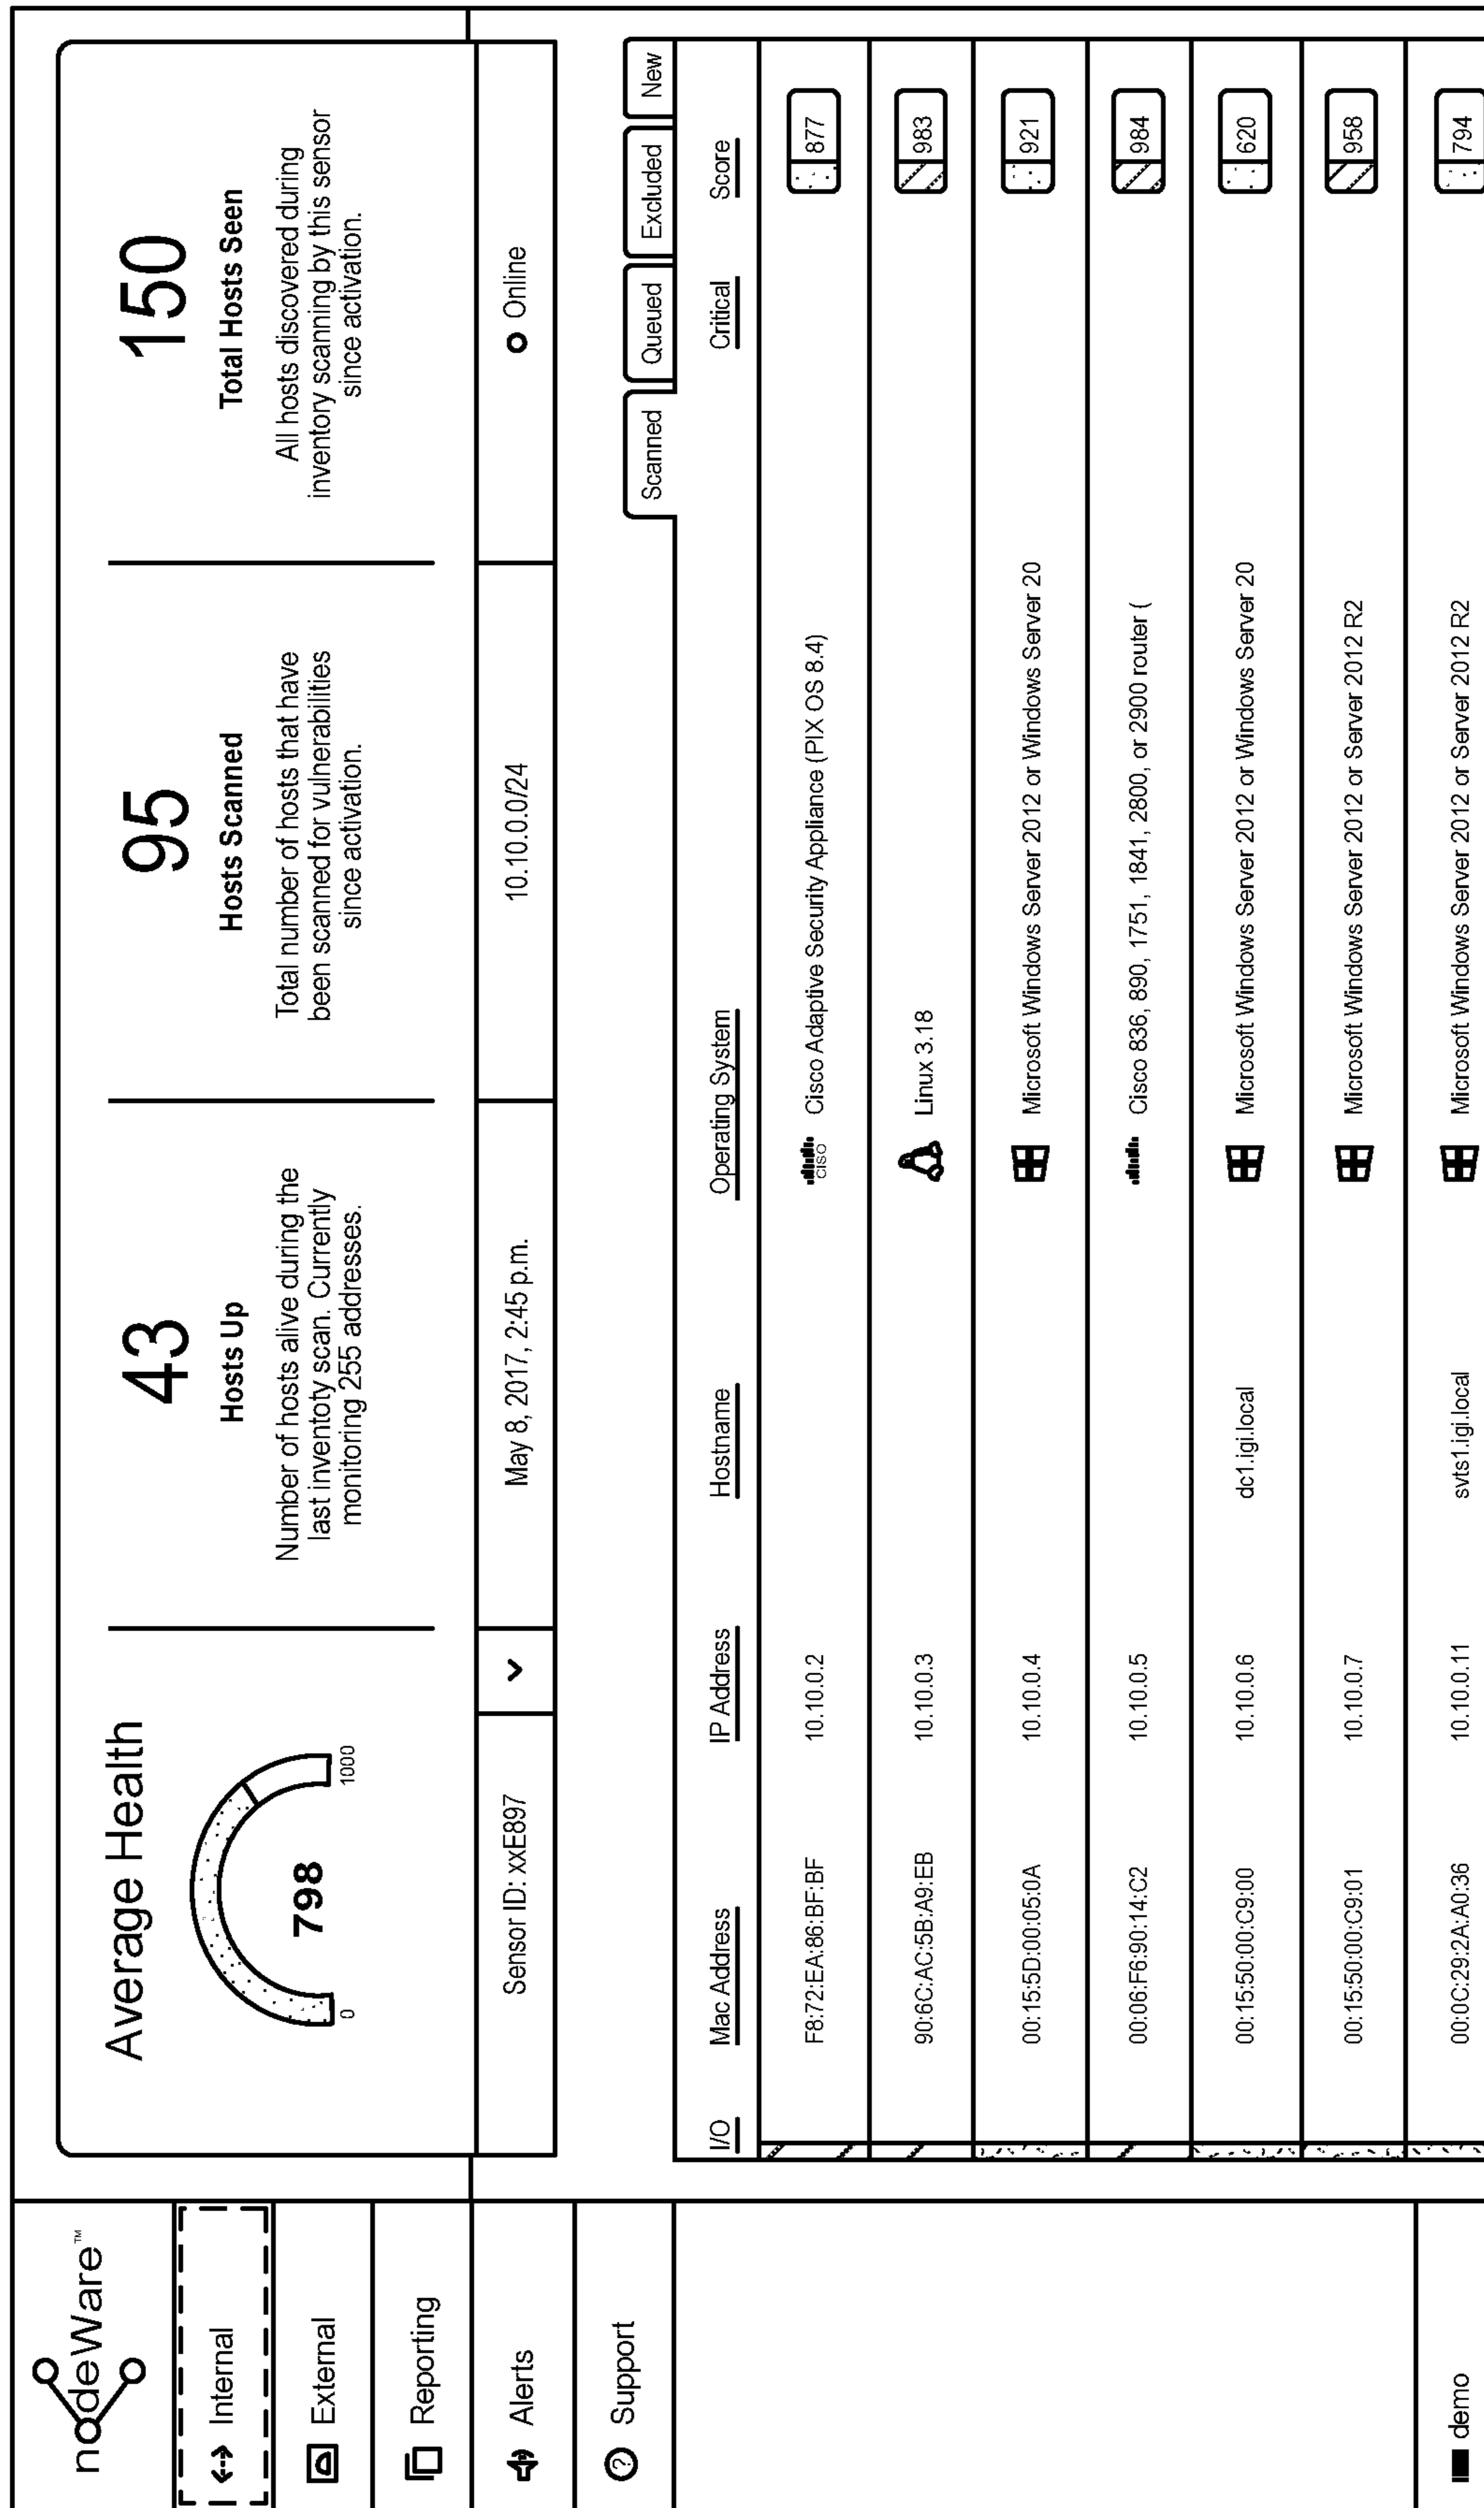 nodeWare™
Internal
External
Reporting
Alerts
Support
demo
Average Health
798
0
1000
43
Hosts Up
Number of hosts alive during the
last inventoty scan. Currently
monitoring 255 addresses.
95
Hosts Scanned
Total number of hosts that have
been scanned for vulnerabilities
since activation.
150
Total Hosts Seen
All hosts discovered during
inventory scanning by this sensor
since activation.
Sensor ID: xxE897 May 8, 2017, 2:45 p.m. 10.10.0.0/24 Online
Scanned Queued Excluded New
I/O Mac Address IP Address Hostname Operating System Critical Score
F8:72:EA:86:BF:BF 10.10.0.2 CISO Cisco Adaptive Security Appliance (PIX OS 8.4) 877
90:6C:AC:5B:A9:EB 10.10.0.3 Linux 3.18 983
00:15:5D:00:05:0A 10.10.0.4 Microsoft Windows Server 2012 or Windows Server 20 921
00:06:F6:90:14:C2 10.10.0.5 Cisco 836, 890, 1751, 1841, 2800, or 2900 router ( 984
00:15:50:00:C9:00 10.10.0.6 dc1.igi.local Microsoft Windows Server 2012 or Windows Server 20 620
00:15:50:00:C9:01 10.10.0.7 Microsoft Windows Server 2012 or Server 2012 R2 958
00:0C:29:2A:A0:36 10.10.0.11 svts1.igi.local Microsoft Windows Server 2012 or Server 2012 R2 794